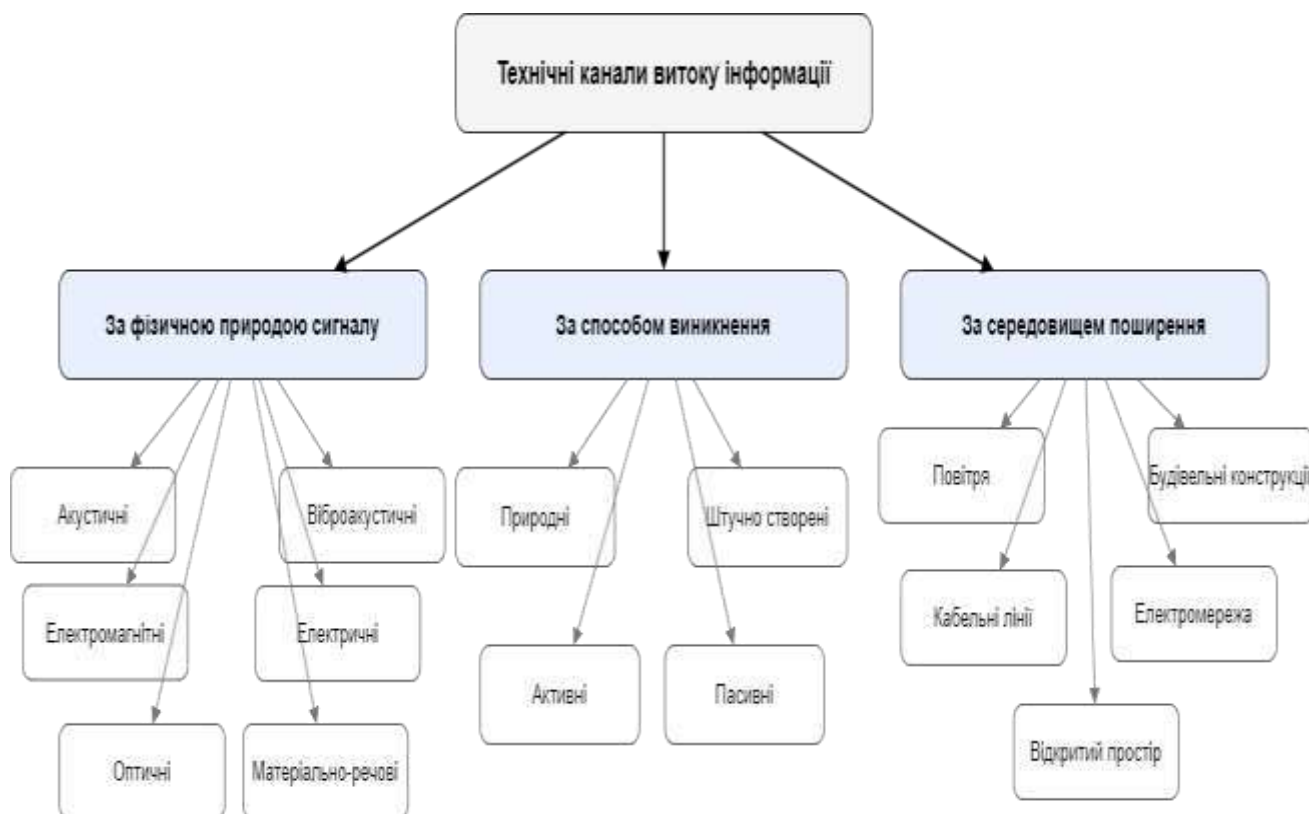 Технічні канали витоку інформації
За фізичною природою сигналу
За способом виникнення
За середовищем поширення
Акустичні
Віброакустичні
Електромагнітні
Електричні
Оптичні
Матеріально-речові
Природні
Штучно створені
Активні
Пасивні
Повітря
Будівельні конструкції
Кабельні лінії
Електромережа
Відкритий простір